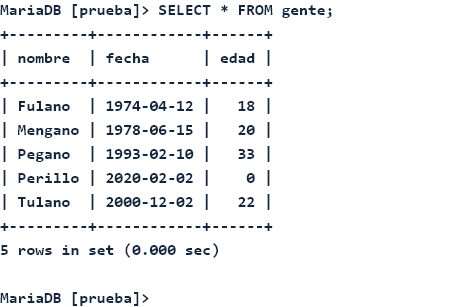 MariaDB [prueba]> SELECT * FROM gente;
+---------+------------+------+
| nombre  | fecha      | edad |
+---------+------------+------+
| Fulano  | 1974-04-12 |   18 |
| Mengano | 1978-06-15 |   20 |
| Pegano  | 1993-02-10 |   33 |
| Perillo | 2020-02-02 |    0 |
| Tulano  | 2000-12-02 |   22 |
+---------+------------+------+
5 rows in set (0.000 sec)
MariaDB [prueba]>